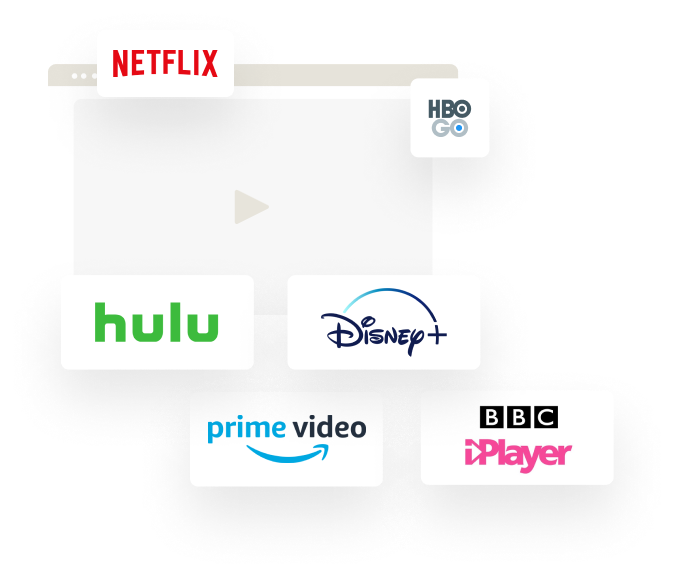 NETFLIX
HBO
GO
hulu
Disney+
prime video
BBC
iPlayer